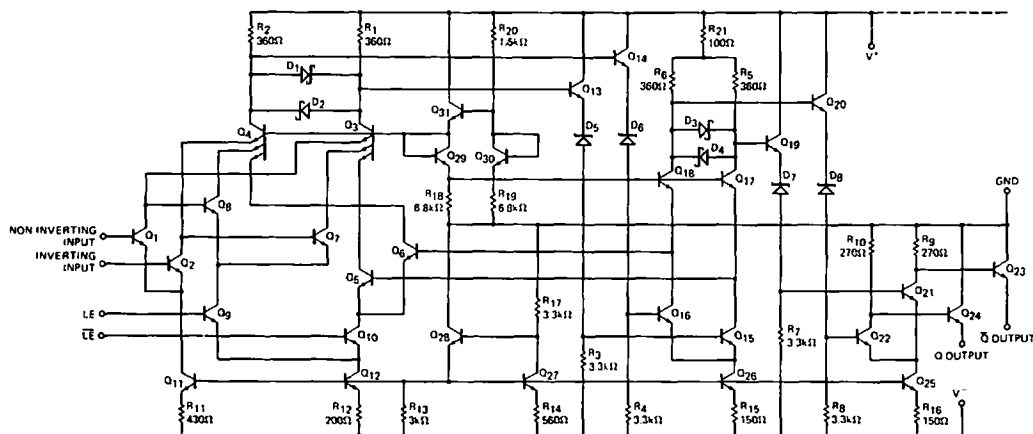 R2 360Ω
R1 360Ω
R20 1.5kΩ
R21 100Ω
V+
D1
D2
Q14
Q13
R6 360Ω
R5 360Ω
Q20
Q31
Q4
Q3
D5
D6
D3
D4
Q19
D7
D8
Q29
Q30
Q18
Q17
GND
R18 6.8kΩ
R19 6.8kΩ
Q8
NON INVERTING INPUT
Q1
Q7
Q6
R10 270Ω
R9 270Ω
Q23
INVERTING INPUT
Q2
Q5
Q21
R17 3.3kΩ
LE
Q9
Q16
Q24
R7 3.3kΩ
Q̅ OUTPUT
L̅E̅
Q10
Q28
Q15
Q22
Q OUTPUT
R3 3.3kΩ
Q11
Q12
Q27
Q26
Q25
V−
R11 430Ω
R12 200Ω
R13 3kΩ
R14 560Ω
R4 3.3kΩ
R15 150Ω
R8 3.3kΩ
R16 150Ω